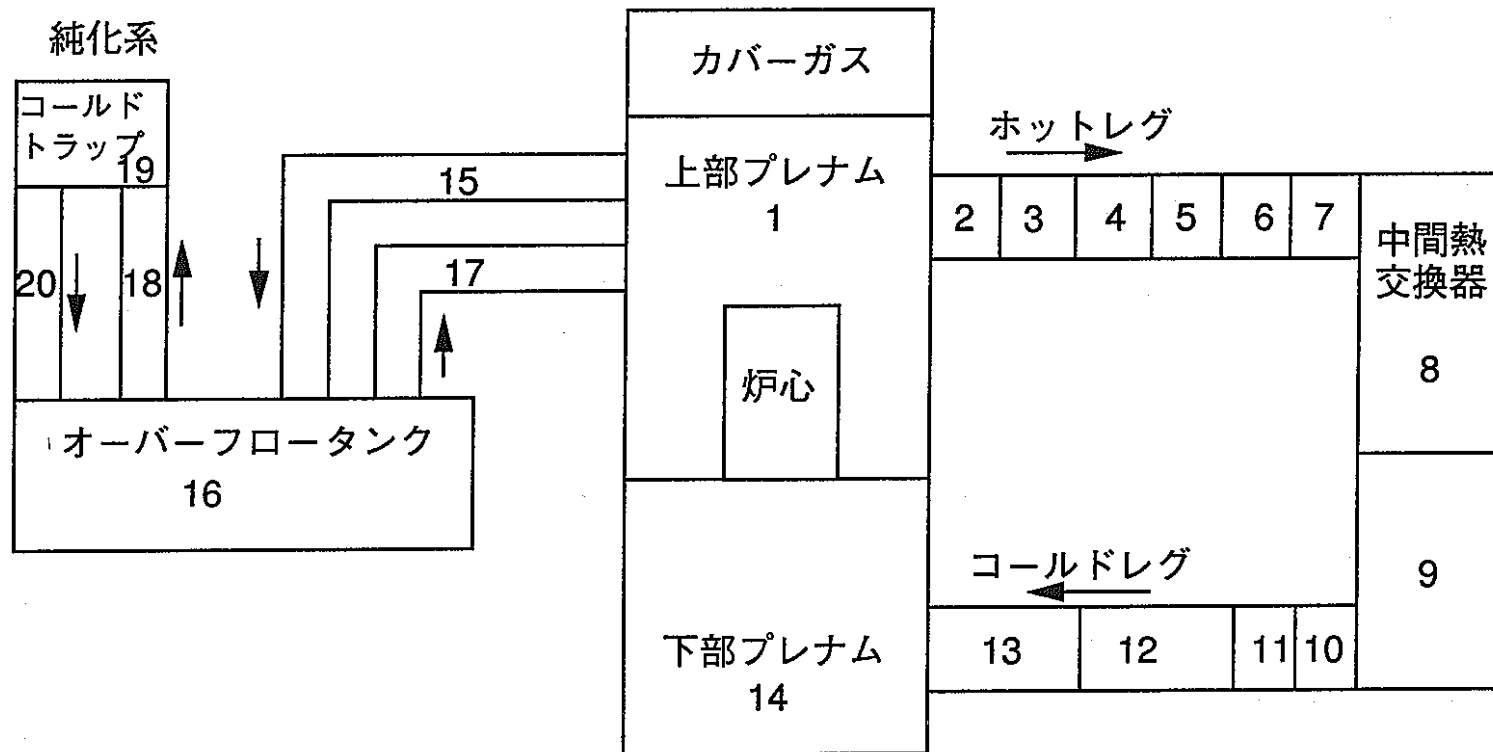 純化系
コールド
トラップ
19
20
18
15
17
オーバーフロータンク
16
カバーガス
上部プレナム
1
炉心
下部プレナム
14
ホットレグ
2 3 4 5 6 7
中間熱
交換器
8
9
コールドレグ
13 12 11 10